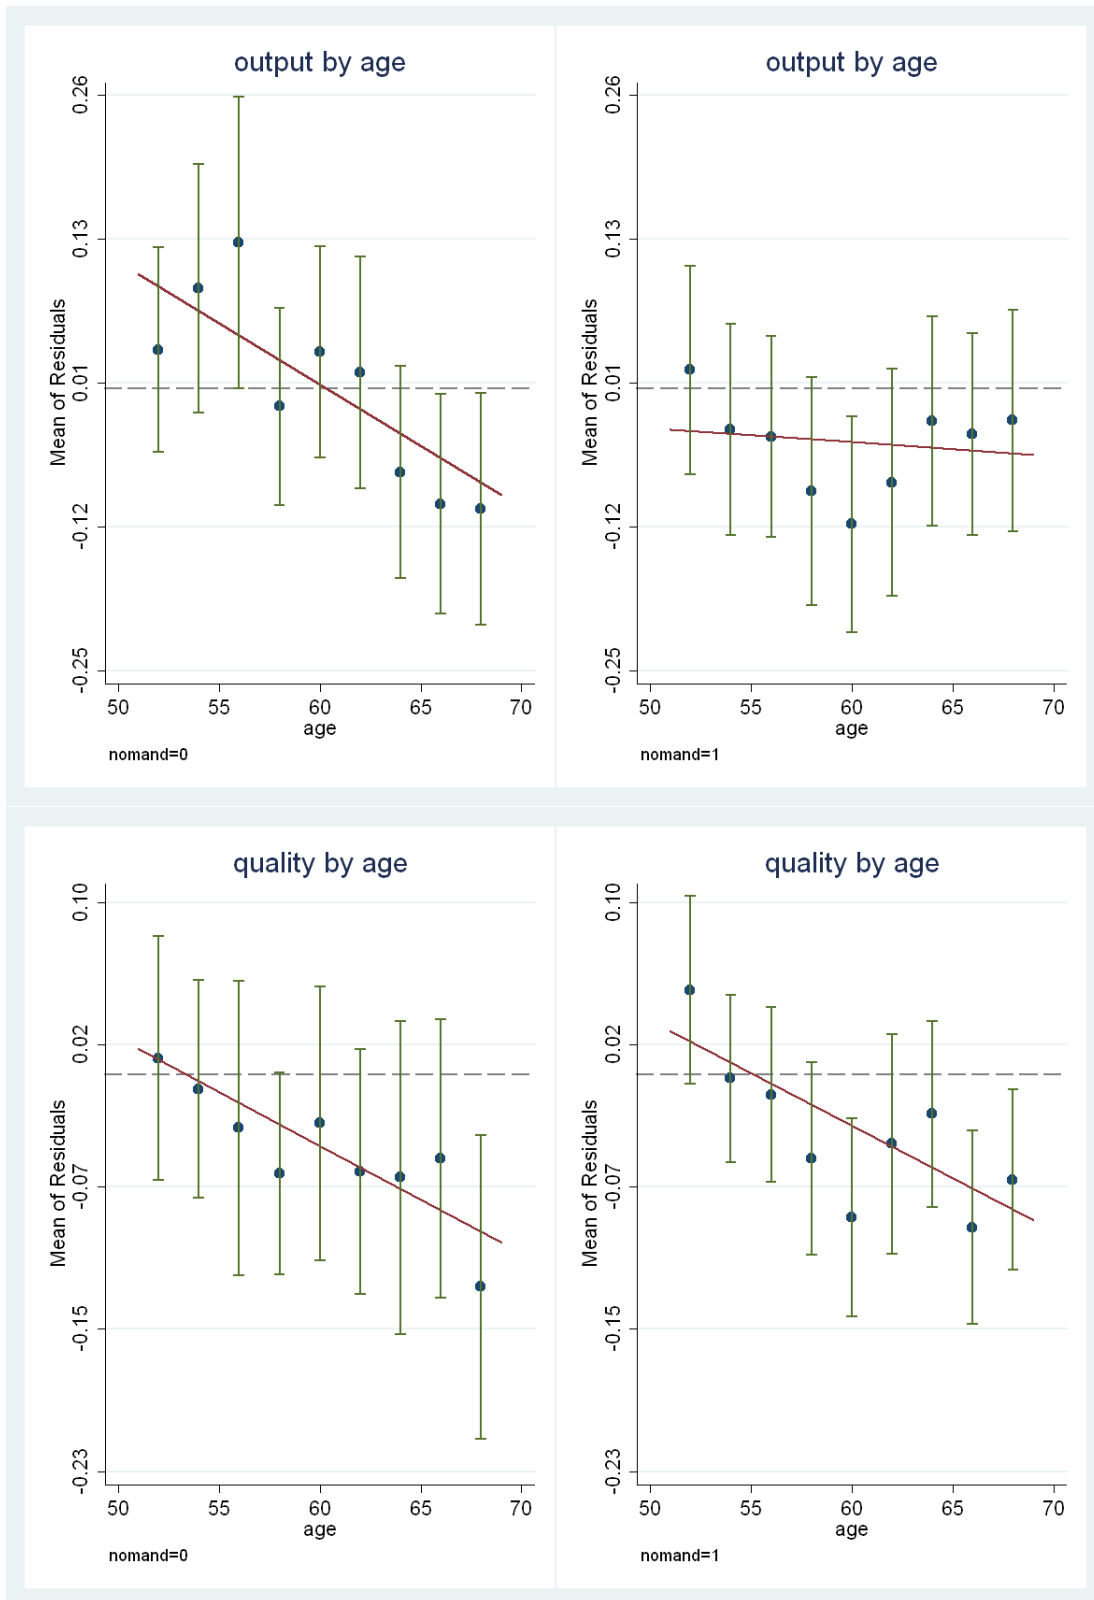 output by age
Mean of Residuals
0.26
0.13
0.01
-0.12
-0.25
50 55 60 65 70
age
nomand=0
output by age
Mean of Residuals
0.26
0.13
0.01
-0.12
-0.25
50 55 60 65 70
age
nomand=1
quality by age
Mean of Residuals
0.10
0.02
-0.07
-0.15
-0.23
50 55 60 65 70
age
nomand=0
quality by age
Mean of Residuals
0.10
0.02
-0.07
-0.15
-0.23
50 55 60 65 70
age
nomand=1